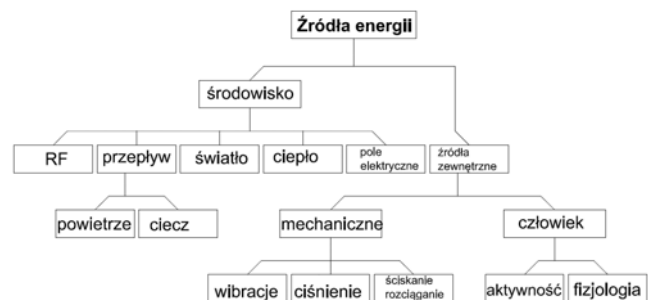 Źródła energii
środowisko
RF
przepływ
światło
ciepło
pole
elektryczne
źródła
zewnętrzne
powietrze
ciecz
mechaniczne
człowiek
wibracje
ciśnienie
ściskanie
rozciąganie
aktywność
fizjologia